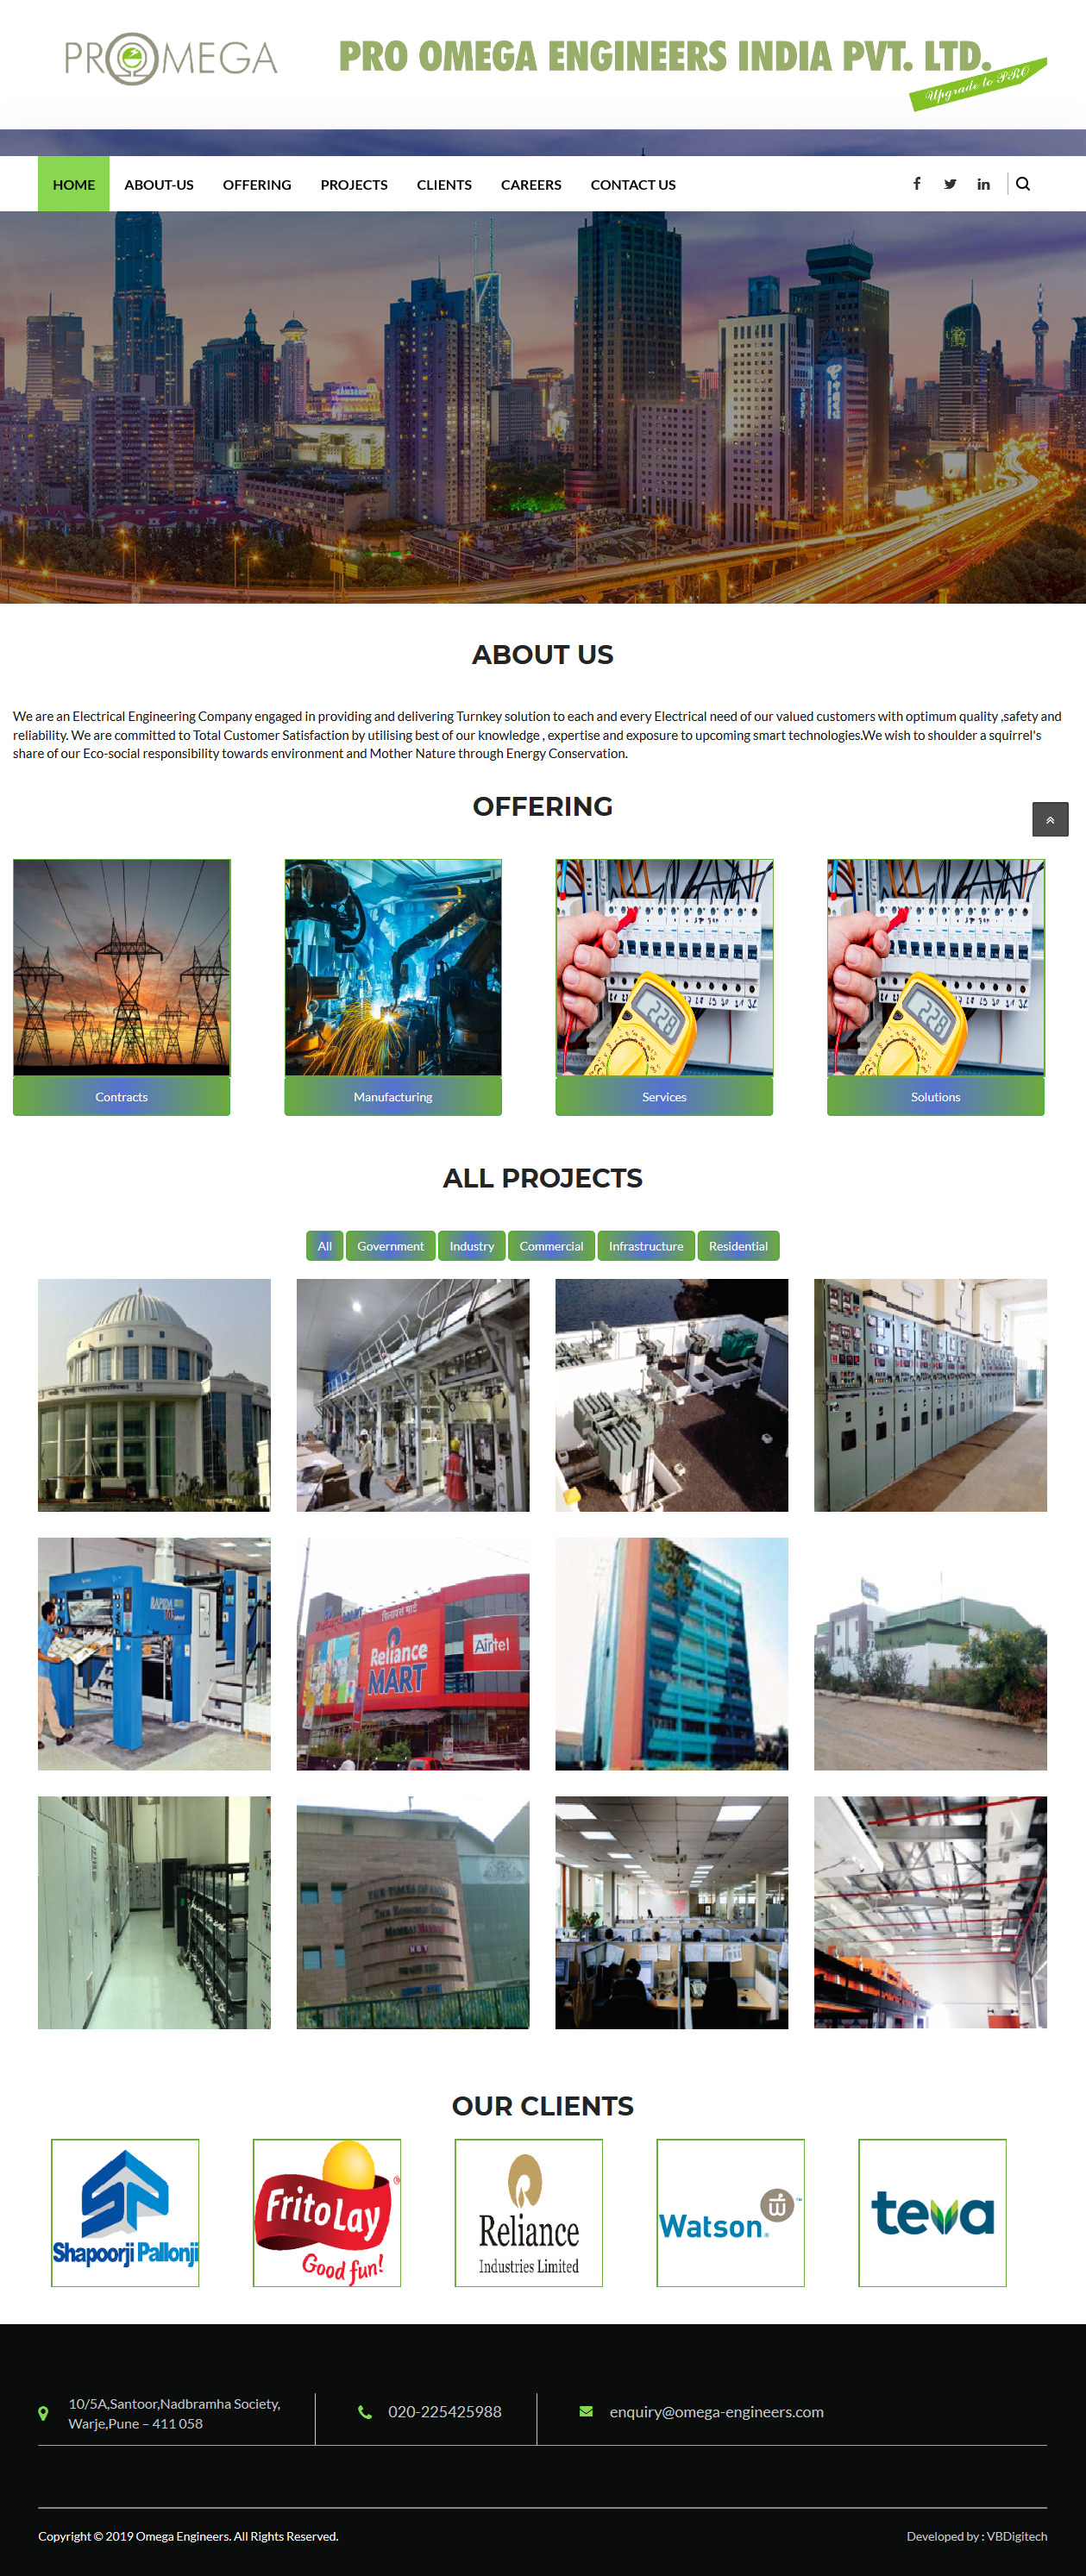 PROMEGA
PRO OMEGA ENGINEERS INDIA PVT. LTD.
Upgrade to PRO
HOME ABOUT-US OFFERING PROJECTS CLIENTS CAREERS CONTACT US
ABOUT US
We are an Electrical Engineering Company engaged in providing and delivering Turnkey solution to each and every Electrical need of our valued customers with optimum quality ,safety and
reliability. We are committed to Total Customer Satisfaction by utilising best of our knowledge , expertise and exposure to upcoming smart technologies.We wish to shoulder a squirrel's
share of our Eco-social responsibility towards environment and Mother Nature through Energy Conservation.
OFFERING
Contracts
Manufacturing
Services
Solutions
ALL PROJECTS
All Government Industry Commercial Infrastructure Residential
RAPIDA
105
रिलायंस मार्ट
Reliance
MART
Airtel
THE TIMES OF INDIA
NBT
OUR CLIENTS
Shapoorji Pallonji
FritoLay
Good fun!
Reliance
Industries Limited
Watson
teva
10/5A,Santoor,Nadbramha Society,
Warje,Pune – 411 058
020-225425988
enquiry@omega-engineers.com
Copyright © 2019 Omega Engineers. All Rights Reserved.
Developed by : VBDigitech